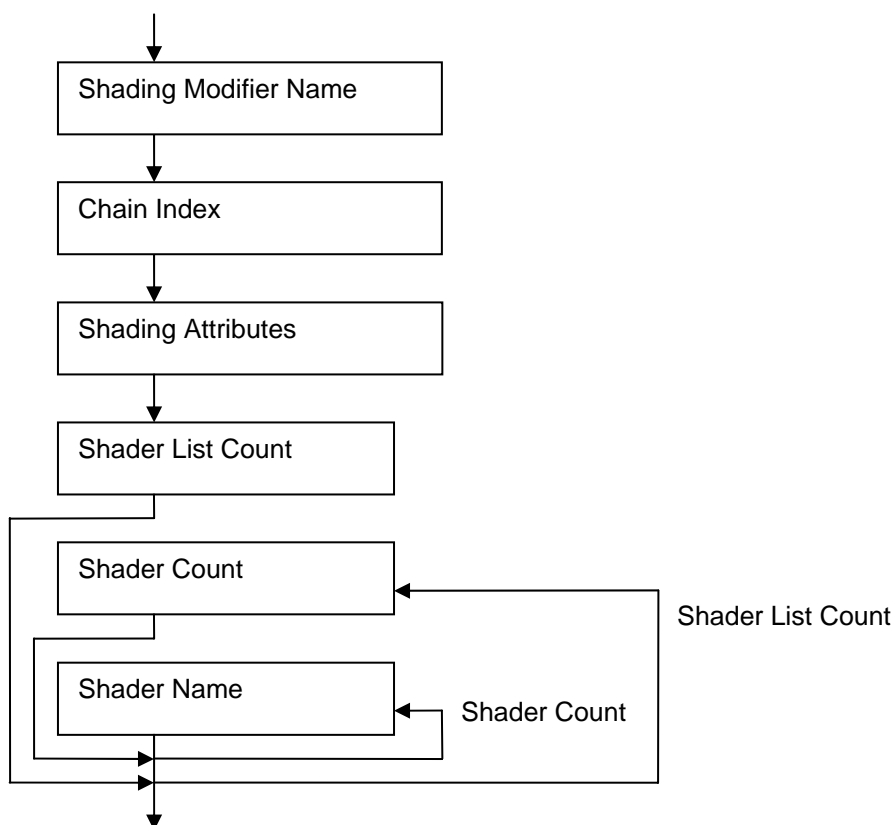 Shading Modifier Name
Chain Index
Shading Attributes
Shader List Count
Shader Count
Shader List Count
Shader Name
Shader Count